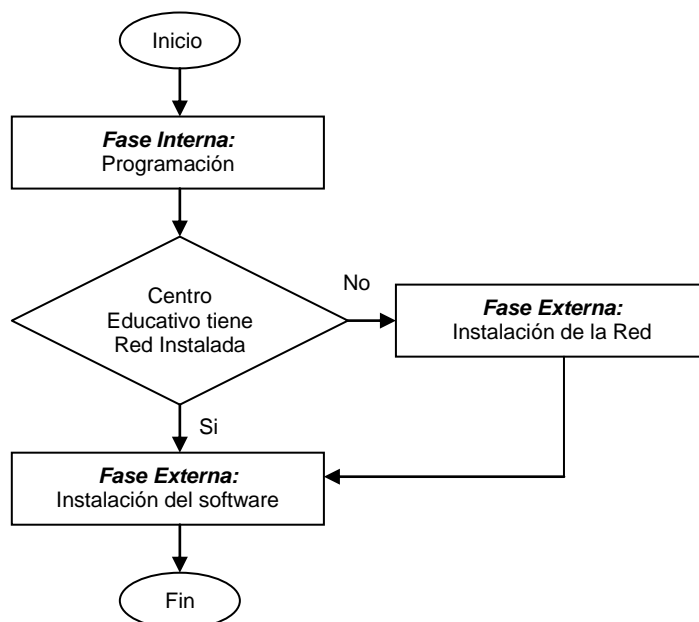 Inicio
Fase Interna:
Programación
Centro
Educativo tiene
Red Instalada
No
Fase Externa:
Instalación de la Red
Si
Fase Externa:
Instalación del software
Fin